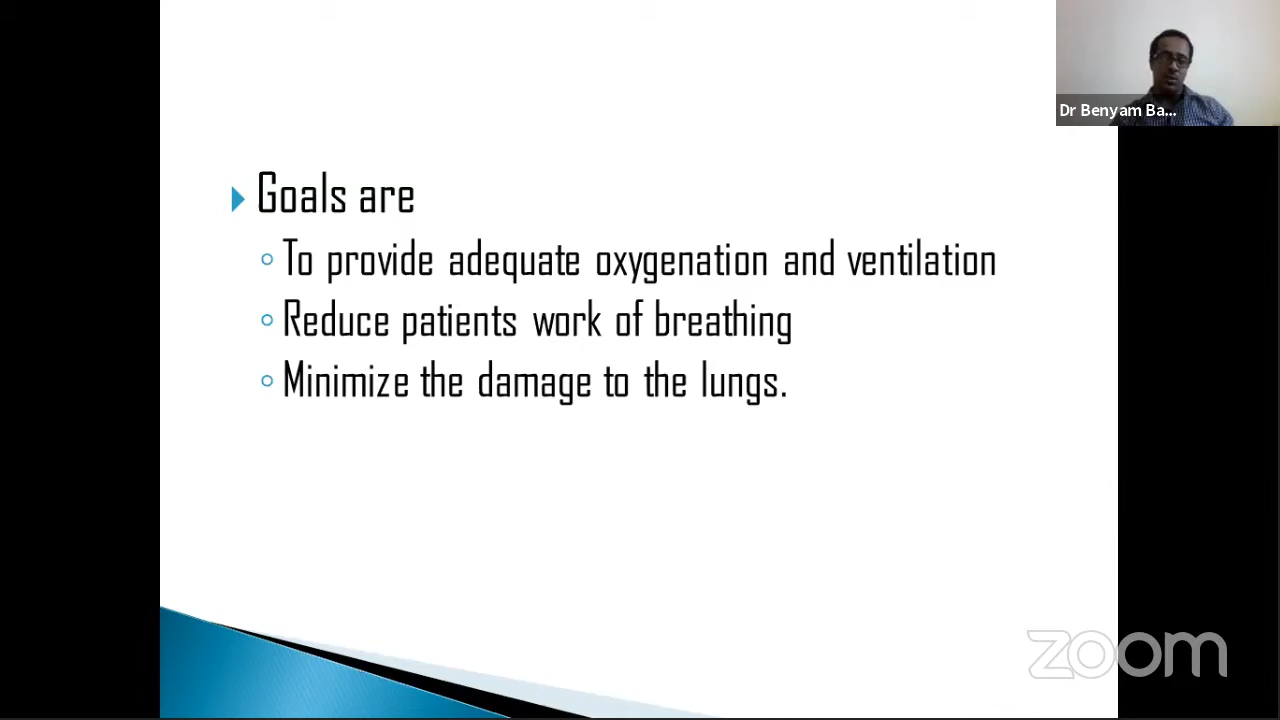 Dr Benyam Ba...
Goals are
To provide adequate oxygenation and ventilation
Reduce patients work of breathing
Minimize the damage to the lungs.
zoom